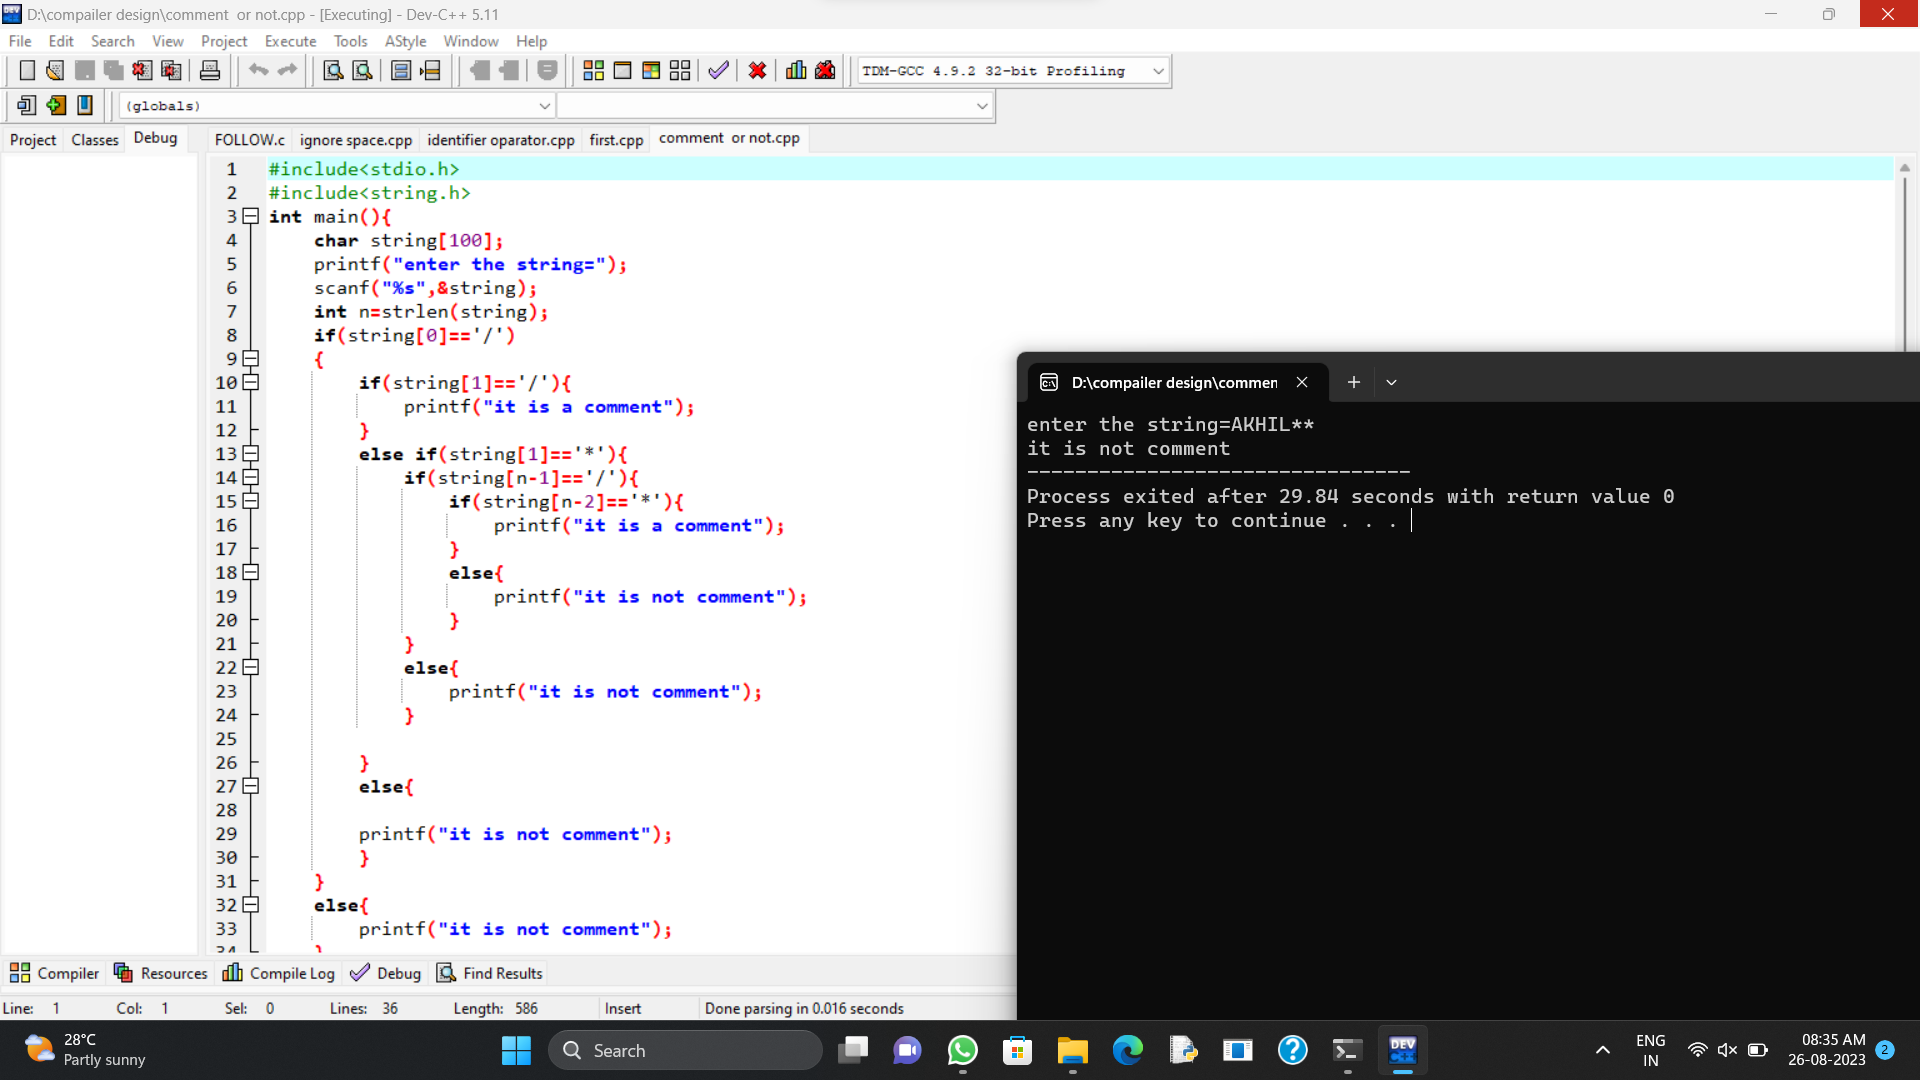 D:\compailer design\comment  or not.cpp - [Executing] - Dev-C++ 5.11
File Edit Search View Project Execute Tools AStyle Window Help
TDM-GCC 4.9.2 32-bit Profiling
(globals)
Project Classes Debug FOLLOW.c ignore space.cpp identifier oparator.cpp first.cpp comment  or not.cpp
1 #include<stdio.h>
2 #include<string.h>
3 int main(){
4 char string[100];
5 printf("enter the string=");
6 scanf("%s",&string);
7 int n=strlen(string);
8 if(string[0]=='/')
9 {
10 if(string[1]=='/'){
11 printf("it is a comment");
12 }
13 else if(string[1]=='*'){
14 if(string[n-1]=='/'){
15 if(string[n-2]=='*'){
16 printf("it is a comment");
17 }
18 else{
19 printf("it is not comment");
20 }
21 }
22 else{
23 printf("it is not comment");
24 }
25
26 }
27 else{
28
29 printf("it is not comment");
30 }
31 }
32 else{
33 printf("it is not comment");
34 }
D:\compailer design\commen
enter the string=AKHIL**
it is not comment
--------------------------------
Process exited after 29.84 seconds with return value 0
Press any key to continue . . .
Compiler Resources Compile Log Debug Find Results
Line: 1 Col: 1 Sel: 0 Lines: 36 Length: 586 Insert Done parsing in 0.016 seconds
28°C
Partly sunny
Search
DEV C++
ENG
IN
08:35 AM
26-08-2023
2